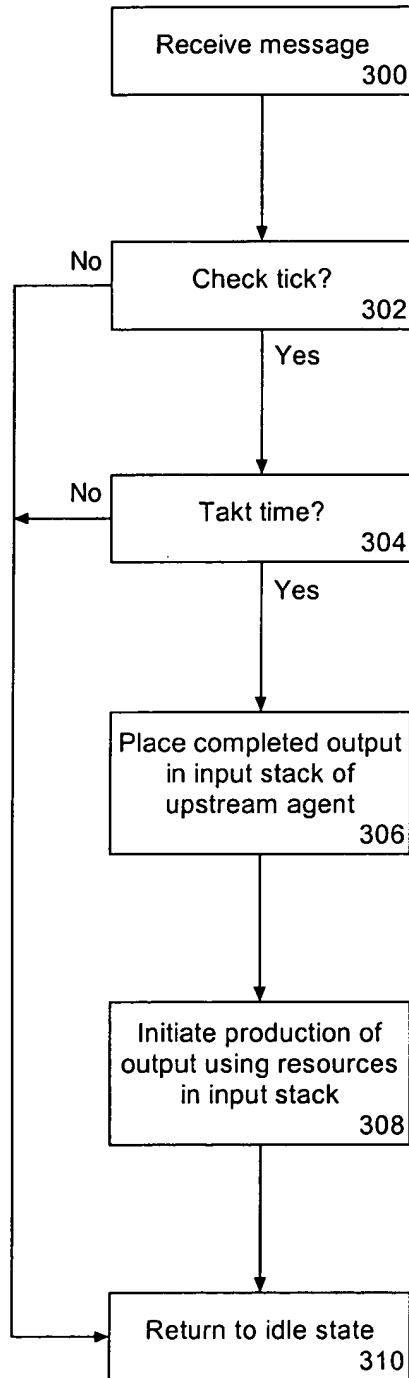 Receive message
300
No
Check tick?
302
Yes
No
Takt time?
304
Yes
Place completed output
in input stack of
upstream agent
306
Initiate production of
output using resources
in input stack
308
Return to idle state
310